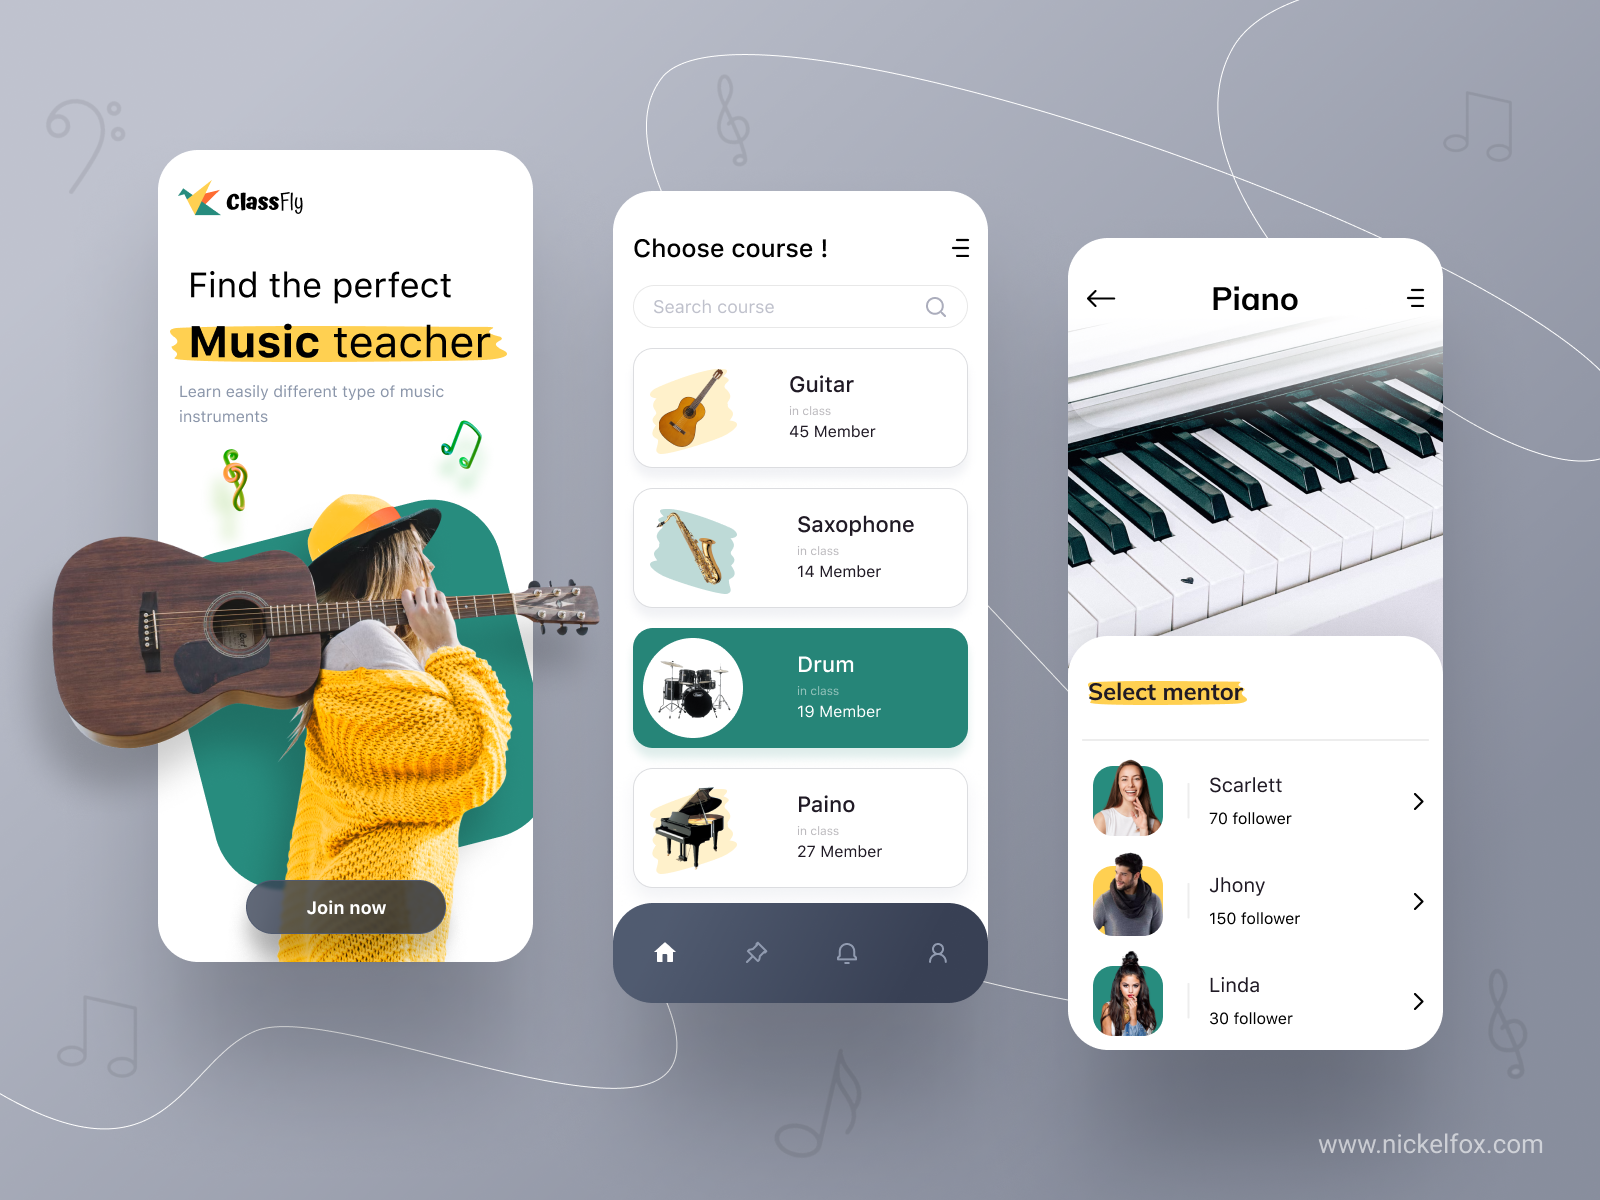 ClassFly
Find the perfect
Music teacher
Learn easily different type of music
instruments
Join now
Choose course !
Search course
Guitar
in class
45 Member
Saxophone
in class
14 Member
Drum
in class
19 Member
Paino
in class
27 Member
Piano
Select mentor
Scarlett
70 follower
Jhony
150 follower
Linda
30 follower
www.nickelfox.com